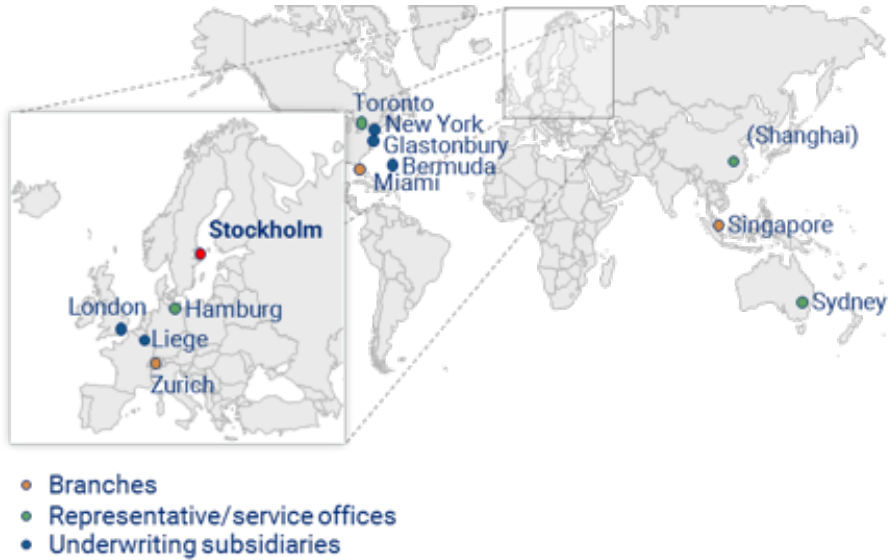 Toronto
New York
Glastonbury
Bermuda
Miami
(Shanghai)
Singapore
Sydney
Stockholm
London
Hamburg
Liege
Zurich
Branches
Representative/service offices
Underwriting subsidiaries